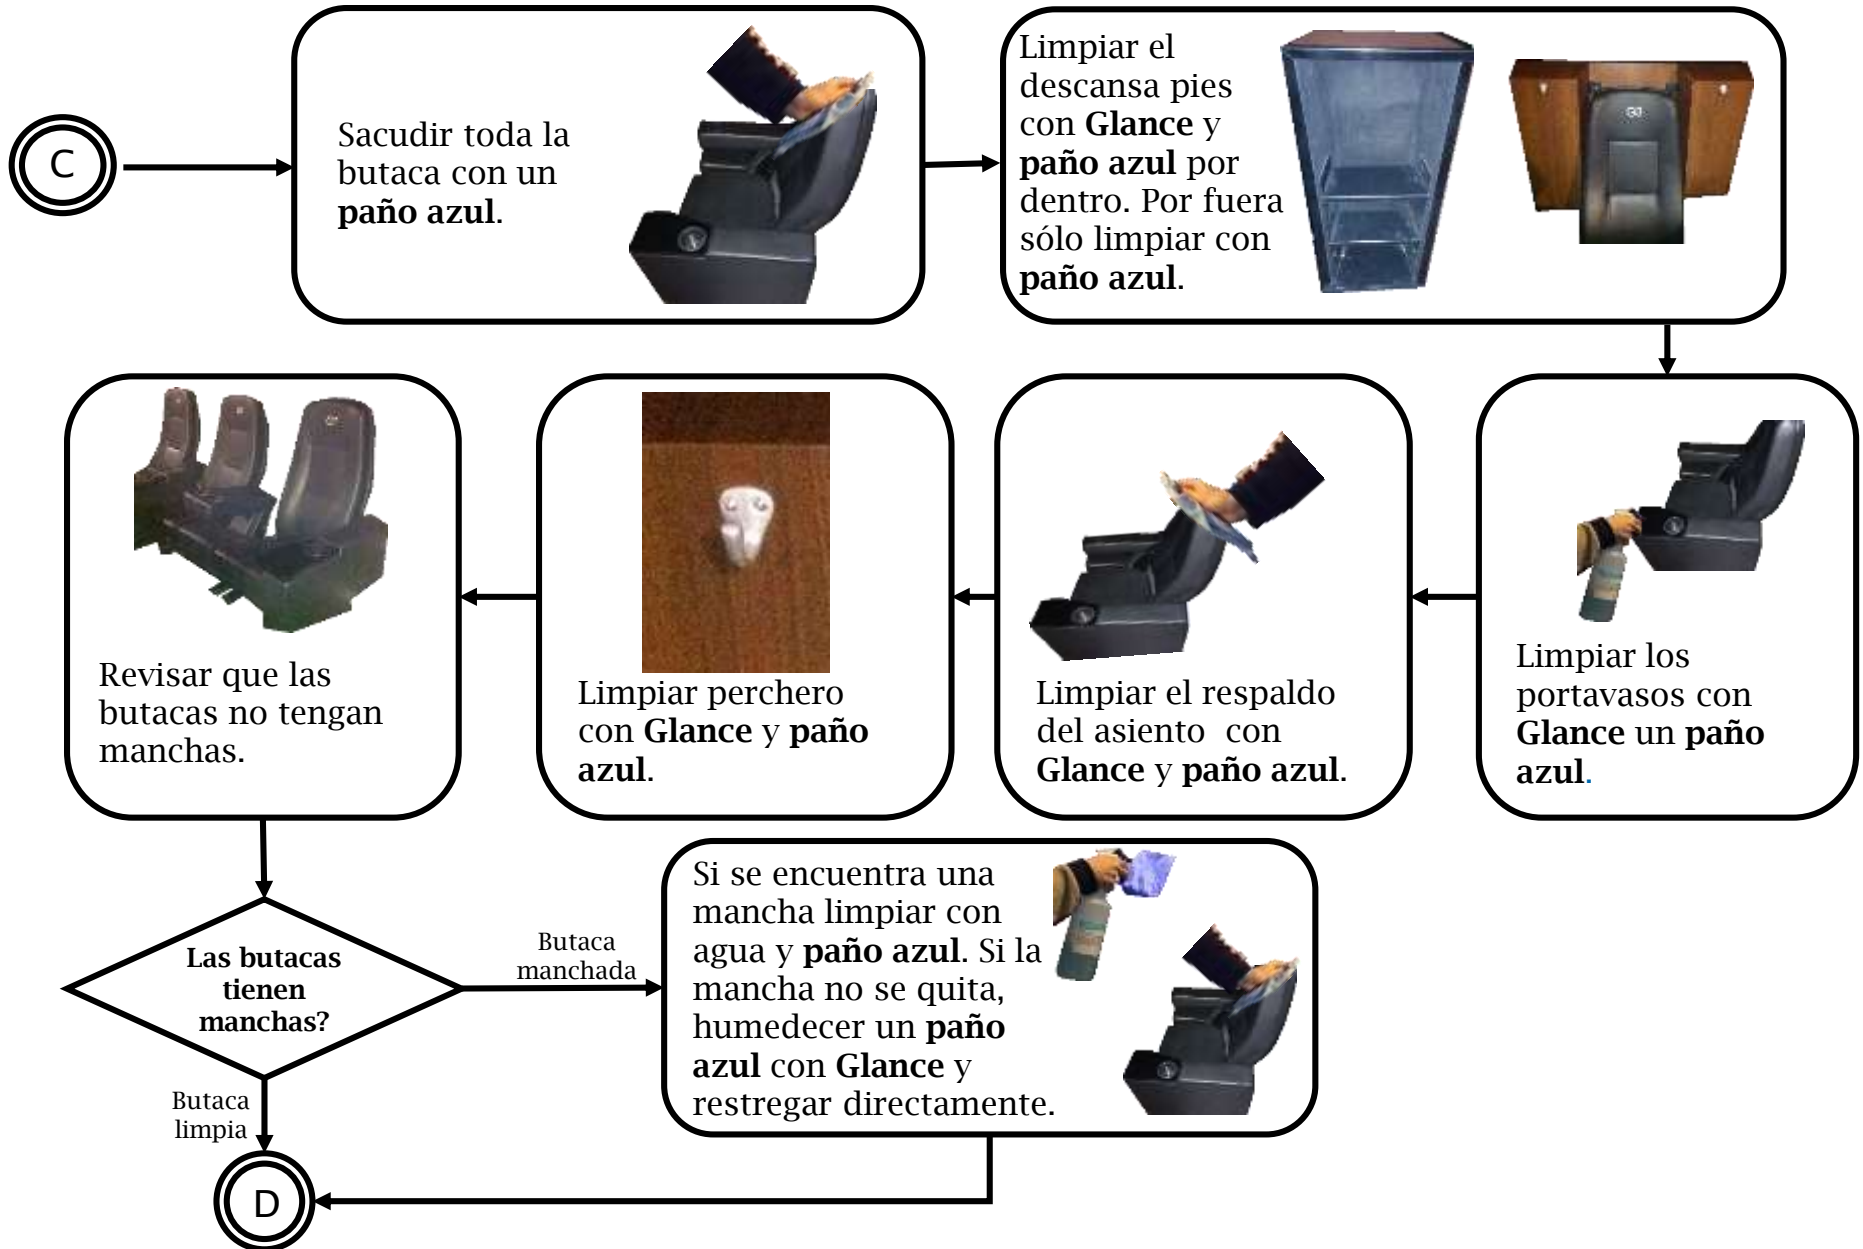 C
Sacudir toda la
butaca con un
paño azul.
Limpiar el
descansa pies
con Glance y
paño azul por
dentro. Por fuera
sólo limpiar con
paño azul.
Limpiar los
portavasos con
Glance un paño
azul.
Limpiar el respaldo
del asiento con
Glance y paño azul.
Limpiar perchero
con Glance y paño
azul.
Revisar que las
butacas no tengan
manchas.
Las butacas
tienen
manchas?
Butaca
manchada
Si se encuentra una
mancha limpiar con
agua y paño azul. Si la
mancha no se quita,
humedecer un paño
azul con Glance y
restregar directamente.
Butaca
limpia
D